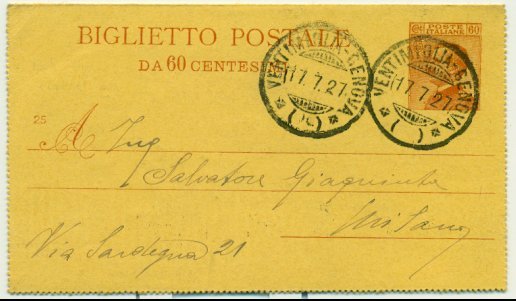 POSTE ITALIANE 60
BIGLIETTO POSTALE
DA 60 CENTESIMI
VENTIMIGLIA-GENOVA
17.7.27
VENTIMIGLIA-GENOVA
17.7.27
25
A Ing
Salvatore Giaquinta
Milano
Via Sardegna 21